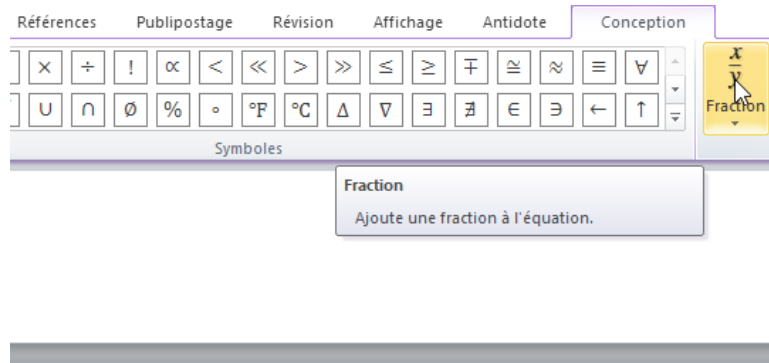 Références Publipostage Révision Affichage Antidote Conception
× ÷ ! ∝ < ≪ > ≫ ≤ ≥ ∓ ≅ ≈ ≡ ∀
∪ ∩ ∅ % ∘ °F °C ∆ ∇ ∃ ∄ ∈ ∋ ← ↑
x
y
Fraction
Symboles
Fraction
Ajoute une fraction à l'équation.